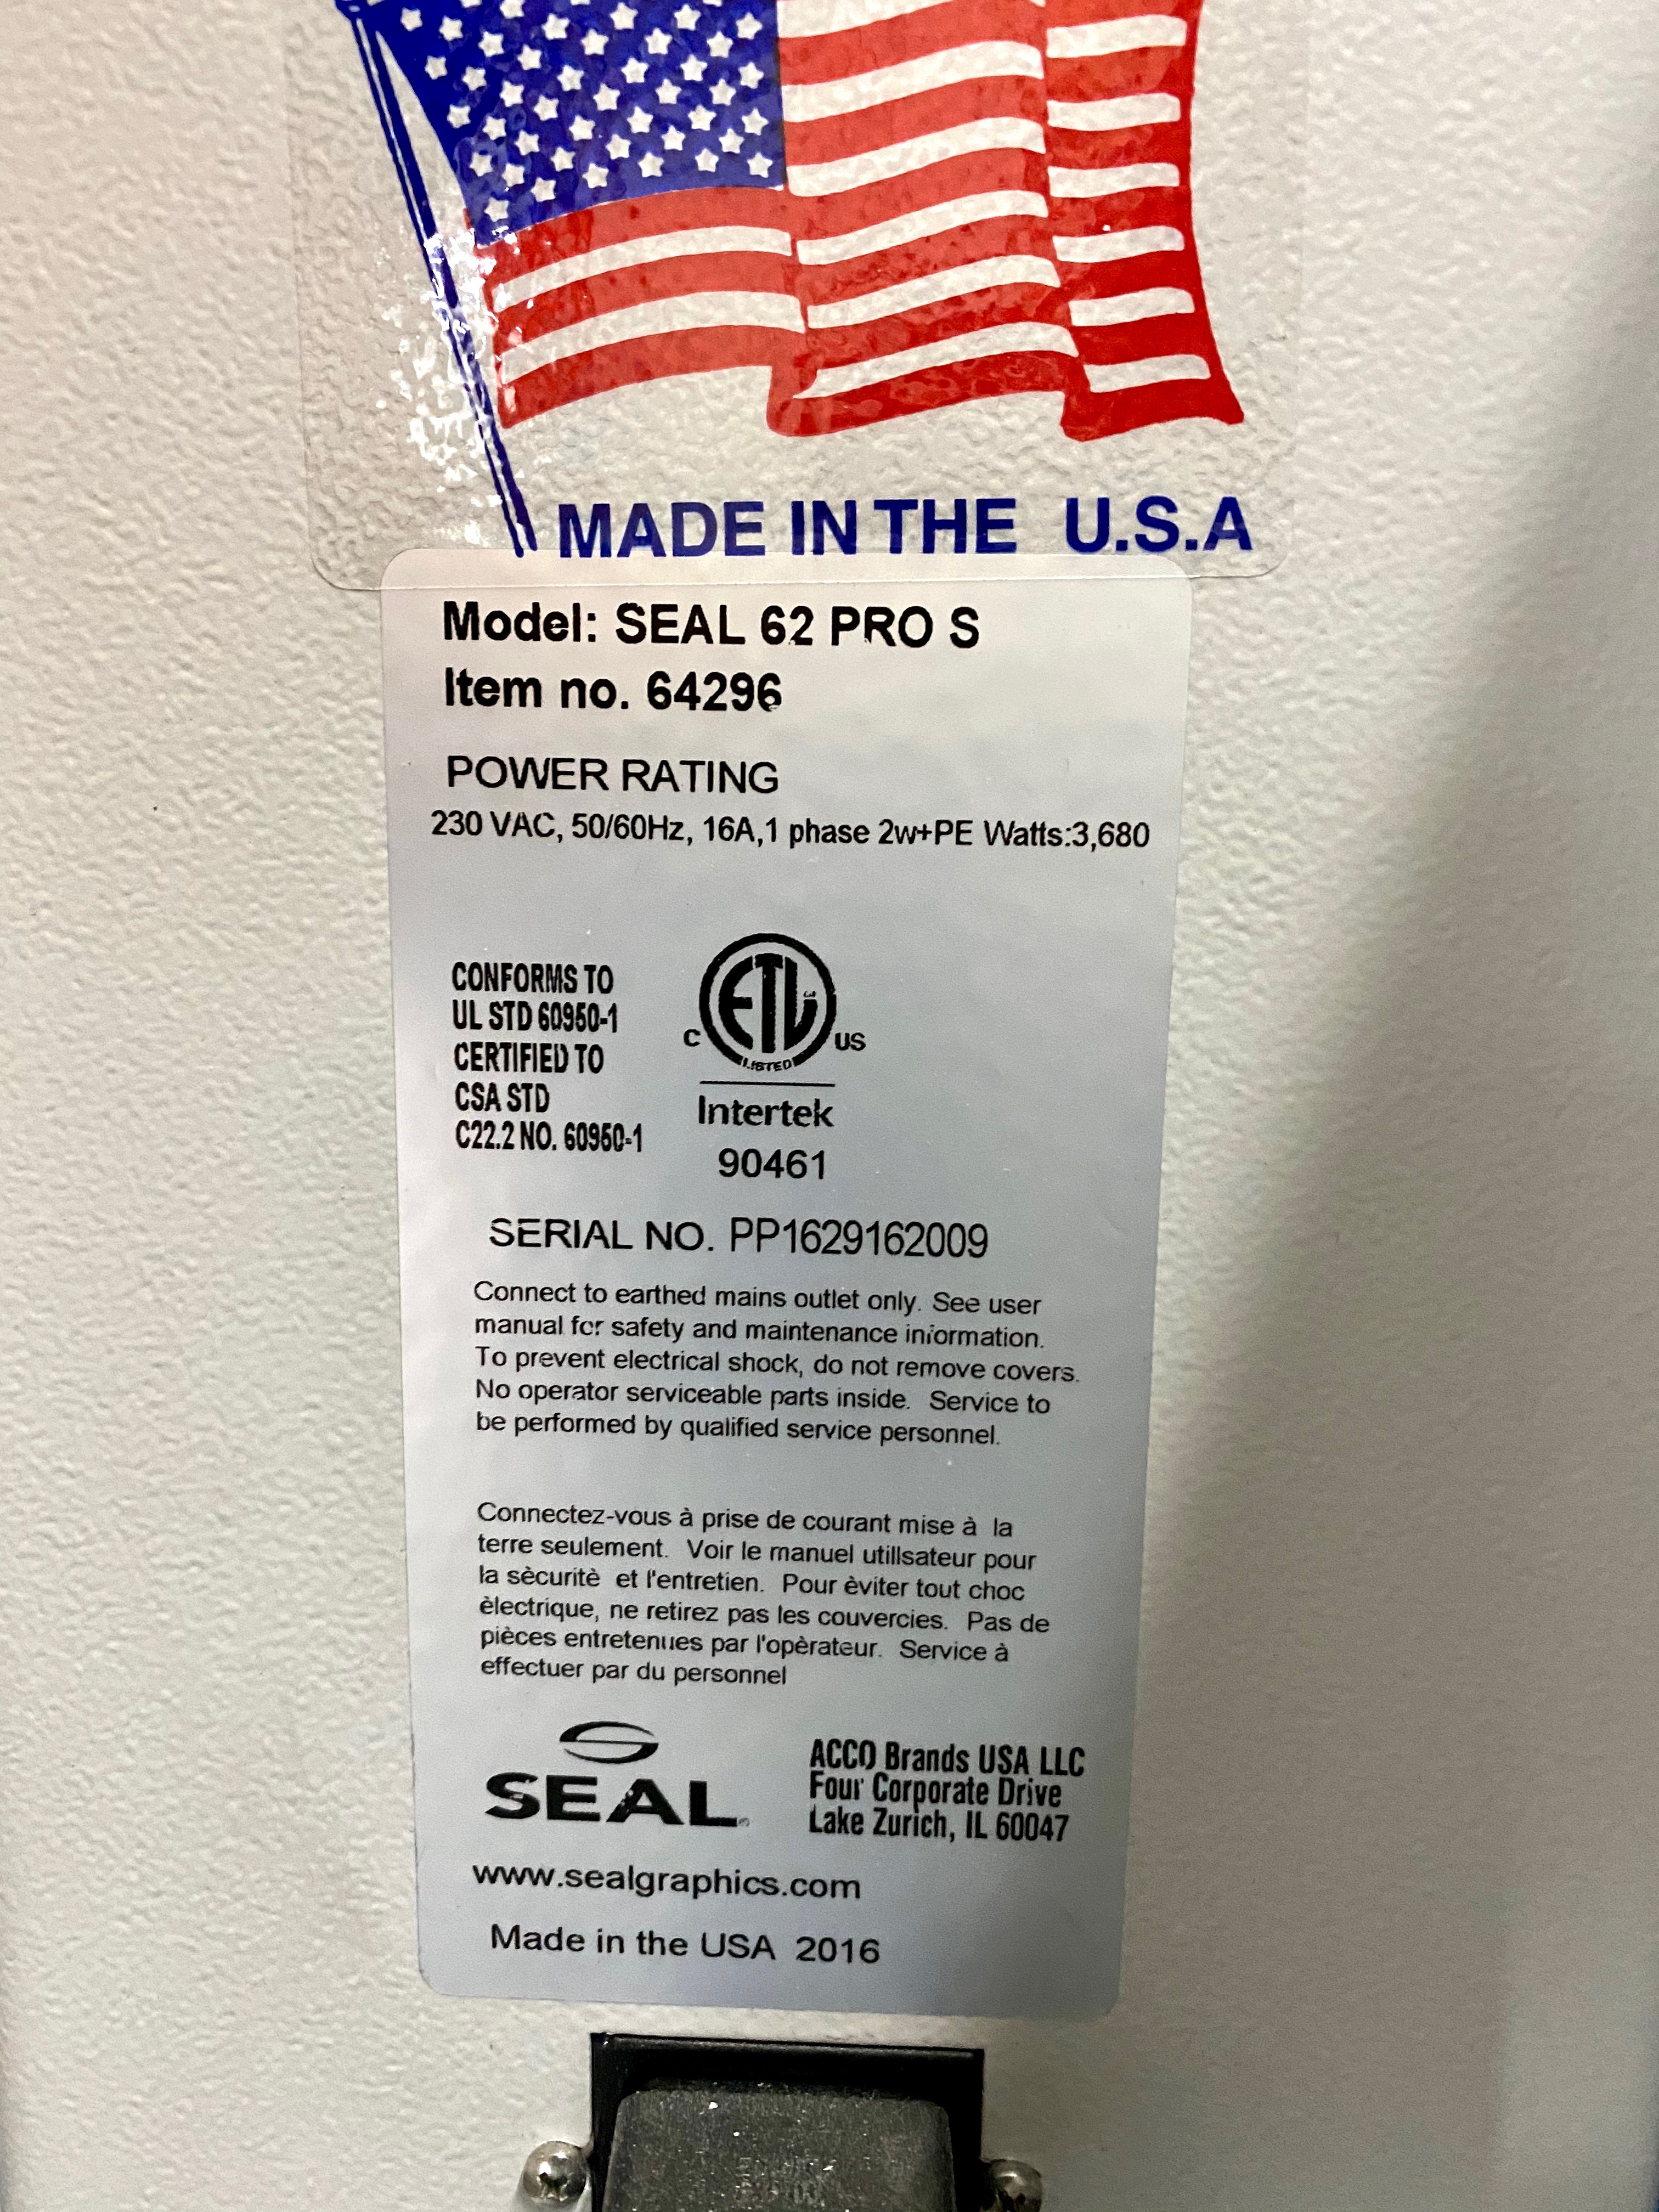 MADE IN THE U.S.A
Model: SEAL 62 PRO S
Item no. 64296
POWER RATING
230 VAC, 50/60Hz, 16A,1 phase 2w+PE Watts:3,680
CONFORMS TO
UL STD 60950-1
CERTIFIED TO
CSA STD
C22.2 NO. 60950-1
C ETL US
LISTED
Intertek
90461
SERIAL NO. PP1629162009
Connect to earthed mains outlet only. See user
manual for safety and maintenance information.
To prevent electrical shock, do not remove covers.
No operator serviceable parts inside. Service to
be performed by qualified service personnel.
Connectez-vous à prise de courant mise à la
terre seulement. Voir le manuel utillsateur pour
la sècuritè et l'entretien. Pour èviter tout choc
èlectrique, ne retirez pas les couvercies. Pas de
pièces entretenues par l'opèrateur. Service à
effectuer par du personnel
SEAL
ACCO Brands USA LLC
Four Corporate Drive
Lake Zurich, IL 60047
www.sealgraphics.com
Made in the USA 2016